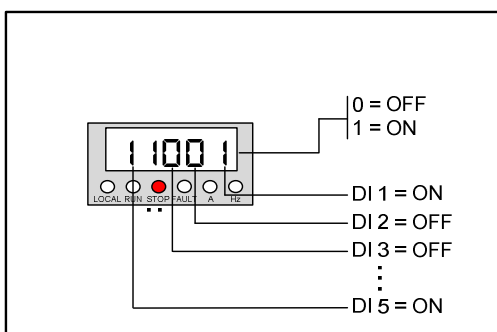 0 = OFF
1 = ON
11001
LOCAL RUN STOP FAULT A Hz
DI 1 = ON
DI 2 = OFF
DI 3 = OFF
DI 5 = ON